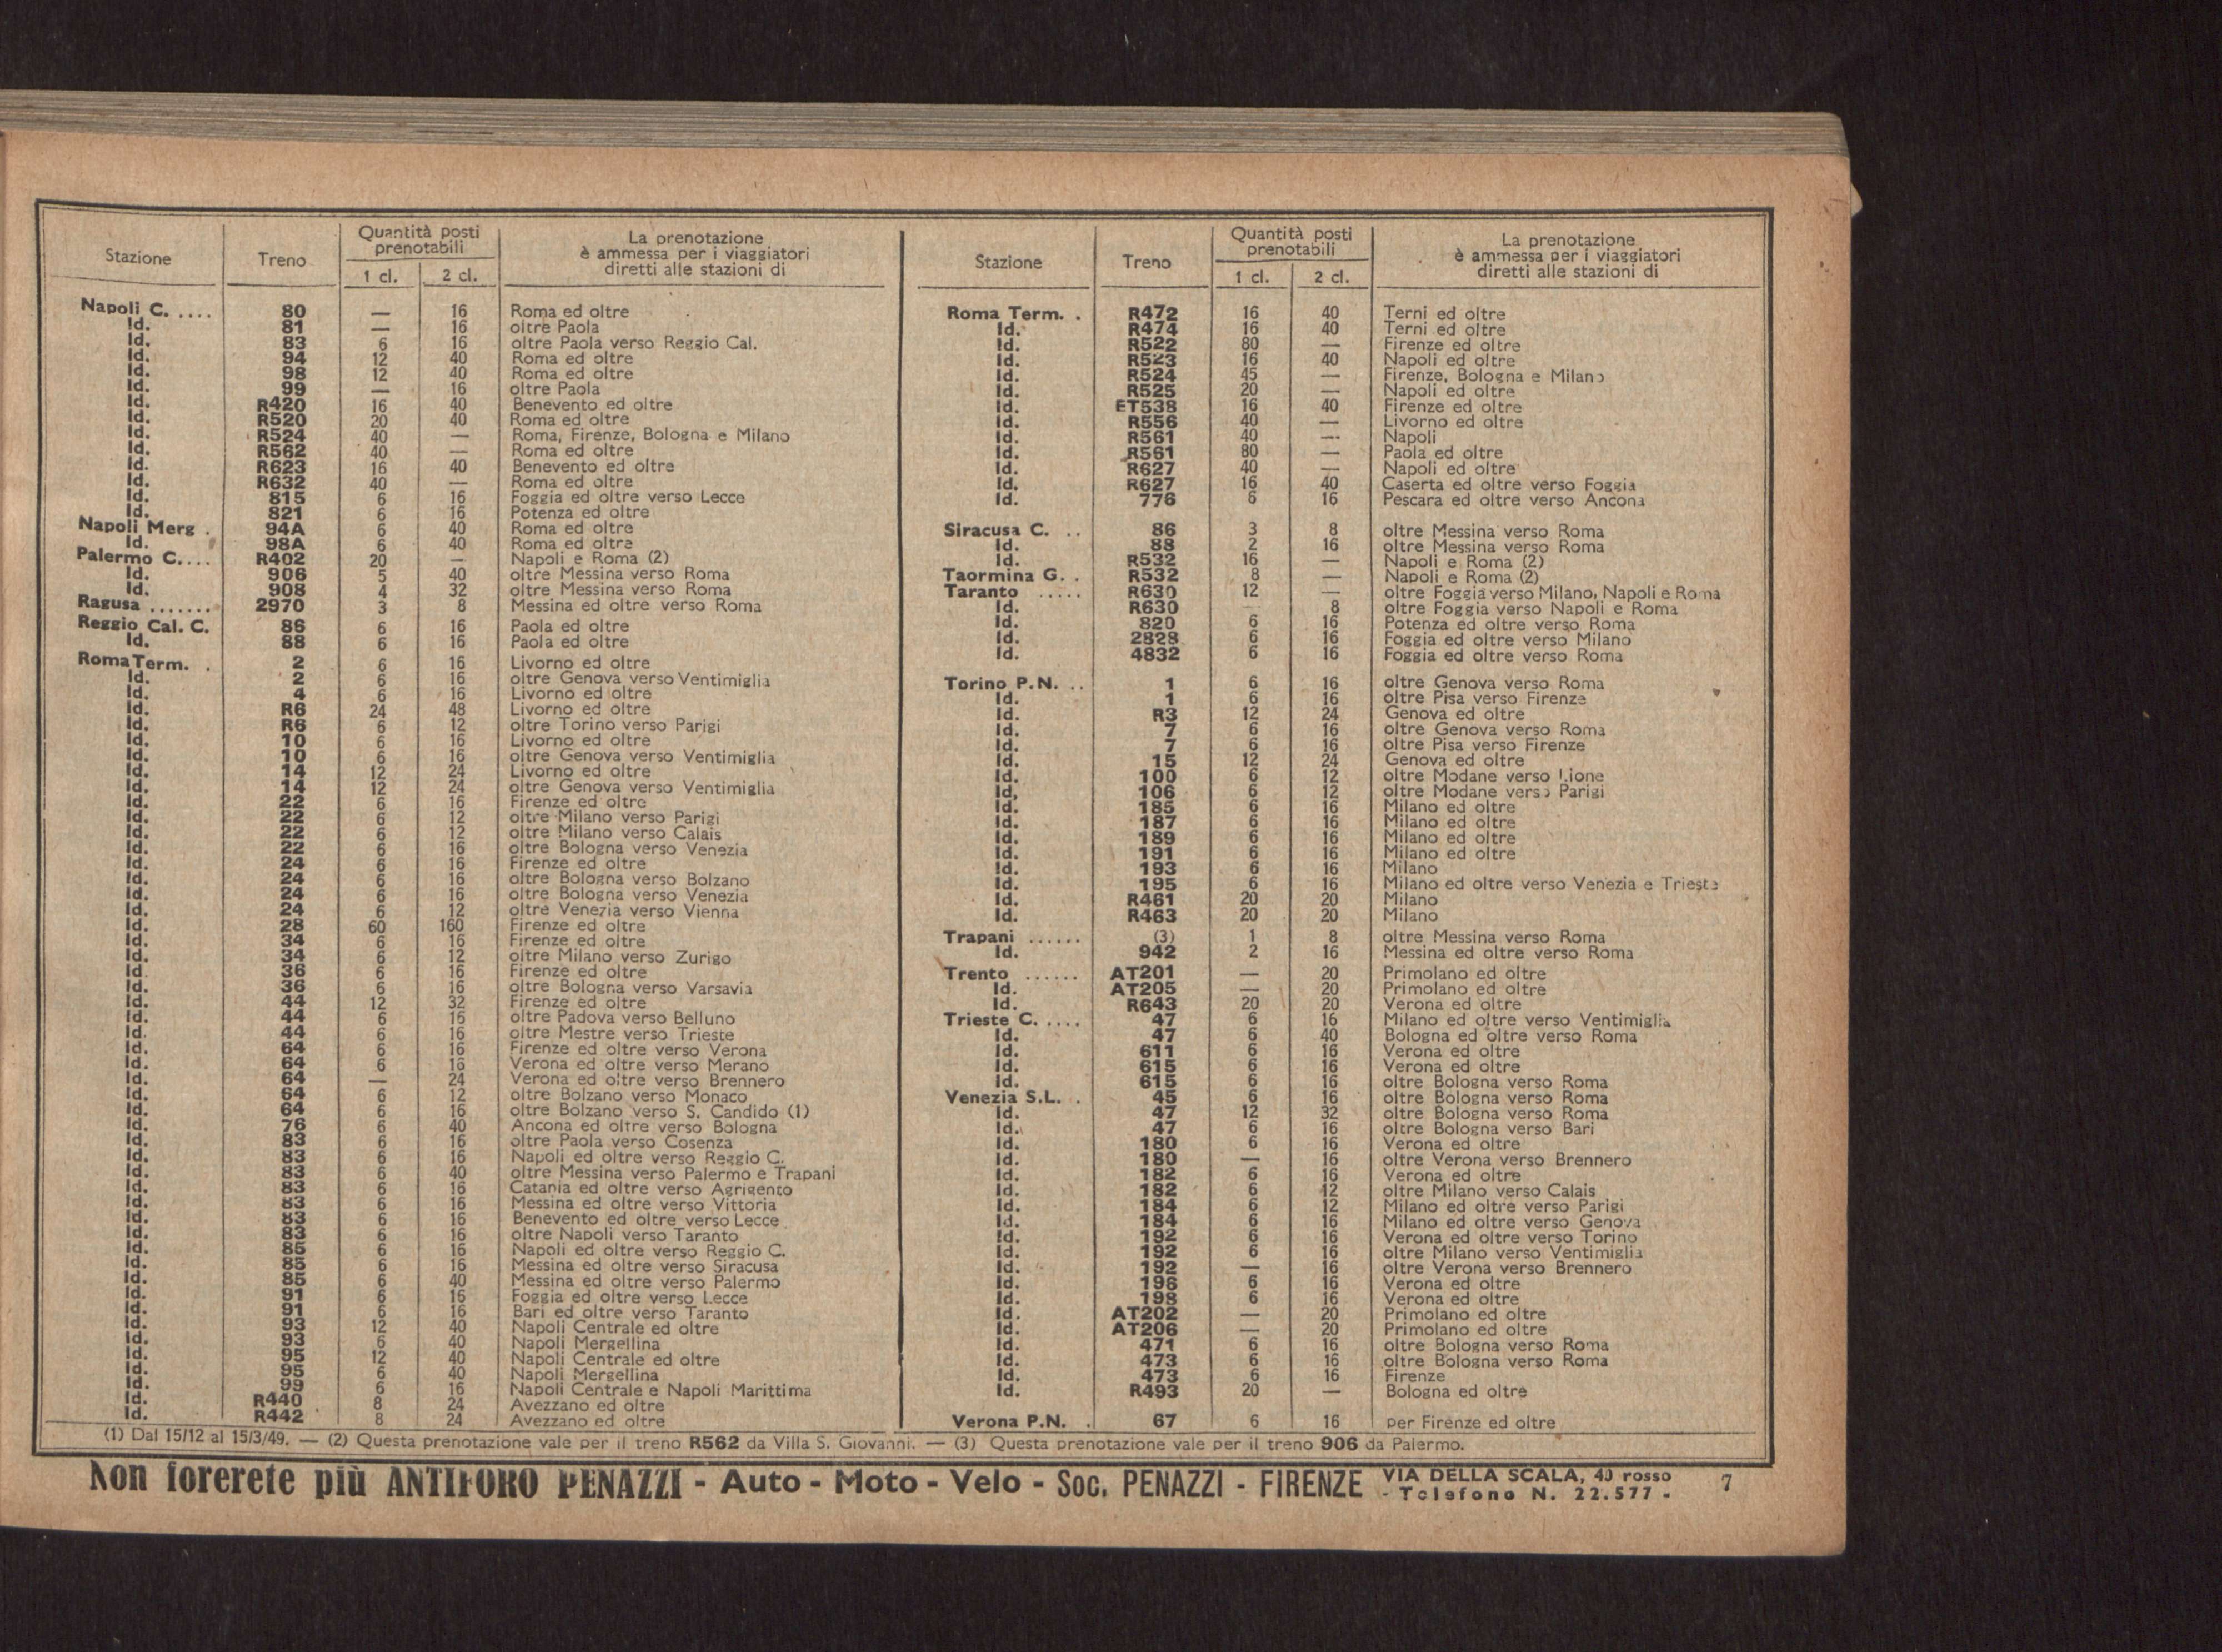 Stazione Treno Quantità posti prenotabili 1 cl. 2 cl. La prenotazione è ammessa per i viaggiatori diretti alle stazioni di
Napoli C. .... 80 — 16 Roma ed oltre
Id. 81 — 16 oltre Paola
Id. 83 6 16 oltre Paola verso Reggio Cal.
Id. 94 12 40 Roma ed oltre
Id. 98 12 40 Roma ed oltre
Id. 99 — 16 oltre Paola
Id. R420 16 40 Benevento ed oltre
Id. R520 20 40 Roma ed oltre
Id. R524 40 — Roma, Firenze, Bologna e Milano
Id. R562 40 — Roma ed oltre
Id. R623 16 40 Benevento ed oltre
Id. R632 40 — Roma ed oltre
Id. 815 6 16 Foggia ed oltre verso Lecce
Id. 821 6 16 Potenza ed oltre
Napoli Merg . 94A 6 40 Roma ed oltre
Id. 98A 6 40 Roma ed oltre
Palermo C.... R402 20 — Napoli e Roma (2)
Id. 906 5 40 oltre Messina verso Roma
Id. 908 4 32 oltre Messina verso Roma
Ragusa ....... 2970 3 8 Messina ed oltre verso Roma
Reggio Cal. C. 86 6 16 Paola ed oltre
Id. 88 6 16 Paola ed oltre
Roma Term. . 2 6 16 Livorno ed oltre
Id. 2 6 16 oltre Genova verso Ventimiglia
Id. 4 6 16 Livorno ed oltre
Id. R6 24 48 Livorno ed oltre
Id. R6 6 12 oltre Torino verso Parigi
Id. 10 6 16 Livorno ed oltre
Id. 10 6 16 oltre Genova verso Ventimiglia
Id. 14 12 24 Livorno ed oltre
Id. 14 12 24 oltre Genova verso Ventimiglia
Id. 22 6 16 Firenze ed oltre
Id. 22 6 12 oltre Milano verso Parigi
Id. 22 6 12 oltre Milano verso Calais
Id. 22 6 16 oltre Bologna verso Venezia
Id. 24 6 16 Firenze ed oltre
Id. 24 6 16 oltre Bologna verso Bolzano
Id. 24 6 16 oltre Bologna verso Venezia
Id. 24 6 12 oltre Venezia verso Vienna
Id. 28 60 160 Firenze ed oltre
Id. 34 6 16 Firenze ed oltre
Id. 34 6 12 oltre Milano verso Zurigo
Id. 36 6 16 Firenze ed oltre
Id. 36 6 16 oltre Bologna verso Varsavia
Id. 44 12 32 Firenze ed oltre
Id. 44 6 16 oltre Padova verso Belluno
Id. 44 6 16 oltre Mestre verso Trieste
Id. 64 6 16 Firenze ed oltre verso Verona
Id. 64 6 16 Verona ed oltre verso Merano
Id. 64 — 24 Verona ed oltre verso Brennero
Id. 64 6 12 oltre Bolzano verso Monaco
Id. 64 6 16 oltre Bolzano verso S. Candido (1)
Id. 76 6 40 Ancona ed oltre verso Bologna
Id. 83 6 16 oltre Paola verso Cosenza
Id. 83 6 16 Napoli ed oltre verso Reggio C.
Id. 83 6 40 oltre Messina verso Palermo e Trapani
Id. 83 6 16 Catania ed oltre verso Agrigento
Id. 83 6 16 Messina ed oltre verso Vittoria
Id. 83 6 16 Benevento ed oltre verso Lecce
Id. 83 6 16 oltre Napoli verso Taranto
Id. 85 6 16 Napoli ed oltre verso Reggio C.
Id. 85 6 16 Messina ed oltre verso Siracusa
Id. 85 6 40 Messina ed oltre verso Palermo
Id. 91 6 16 Foggia ed oltre verso Lecce
Id. 91 6 16 Bari ed oltre verso Taranto
Id. 93 12 40 Napoli Centrale ed oltre
Id. 93 6 40 Napoli Mergellina
Id. 95 12 40 Napoli Centrale ed oltre
Id. 95 6 40 Napoli Mergellina
Id. 99 6 16 Napoli Centrale e Napoli Marittima
Id. R440 8 24 Avezzano ed oltre
Id. R442 8 24 Avezzano ed oltre
Stazione Treno Quantità posti prenotabili 1 cl. 2 cl. La prenotazione è ammessa per i viaggiatori diretti alle stazioni di
Roma Term. . R472 16 40 Terni ed oltre
Id. R474 16 40 Terni ed oltre
Id. R522 80 — Firenze ed oltre
Id. R523 16 40 Napoli ed oltre
Id. R524 45 — Firenze, Bologna e Milano
Id. R525 20 — Napoli ed oltre
Id. ET538 16 40 Firenze ed oltre
Id. R556 40 — Livorno ed oltre
Id. R561 40 — Napoli
Id. R561 80 — Paola ed oltre
Id. R627 40 — Napoli ed oltre
Id. R627 16 40 Caserta ed oltre verso Foggia
Id. 776 6 16 Pescara ed oltre verso Ancona
Siracusa C. .. 86 3 8 oltre Messina verso Roma
Id. 88 2 16 oltre Messina verso Roma
Id. R532 16 — Napoli e Roma (2)
Taormina G. . R532 8 — Napoli e Roma (2)
Taranto ..... R630 12 — oltre Foggia verso Milano, Napoli e Roma
Id. R630 — 8 oltre Foggia verso Napoli e Roma
Id. 820 6 16 Potenza ed oltre verso Roma
Id. 2828 6 16 Foggia ed oltre verso Milano
Id. 4832 6 16 Foggia ed oltre verso Roma
Torino P.N. .. 1 6 16 oltre Genova verso Roma
Id. 1 6 16 oltre Pisa verso Firenze
Id. R3 12 24 Genova ed oltre
Id. 7 6 16 oltre Genova verso Roma
Id. 7 6 16 oltre Pisa verso Firenze
Id. 15 12 24 Genova ed oltre
Id. 100 6 12 oltre Modane verso Lione
Id. 106 6 12 oltre Modane verso Parigi
Id. 185 6 16 Milano ed oltre
Id. 187 6 16 Milano ed oltre
Id. 189 6 16 Milano ed oltre
Id. 191 6 16 Milano ed oltre
Id. 193 6 16 Milano
Id. 195 6 16 Milano ed oltre verso Venezia e Trieste
Id. R461 20 20 Milano
Id. R463 20 20 Milano
Trapani ...... (3) 1 8 oltre Messina verso Roma
Id. 942 2 16 Messina ed oltre verso Roma
Trento ...... AT201 — 20 Primolano ed oltre
Id. AT205 — 20 Primolano ed oltre
Id. R643 20 20 Verona ed oltre
Trieste C. .... 47 6 16 Milano ed oltre verso Ventimiglia
Id. 47 6 40 Bologna ed oltre verso Roma
Id. 611 6 16 Verona ed oltre
Id. 615 6 16 Verona ed oltre
Id. 615 6 16 oltre Bologna verso Roma
Venezia S.L. . 45 6 16 oltre Bologna verso Roma
Id. 47 12 32 oltre Bologna verso Roma
Id. 47 6 16 oltre Bologna verso Bari
Id. 180 6 16 Verona ed oltre
Id. 180 — 16 oltre Verona verso Brennero
Id. 182 6 16 Verona ed oltre
Id. 182 6 12 oltre Milano verso Calais
Id. 184 6 12 Milano ed oltre verso Parigi
Id. 184 6 16 Milano ed oltre verso Genova
Id. 192 6 16 Verona ed oltre verso Torino
Id. 192 6 16 oltre Milano verso Ventimiglia
Id. 192 — 16 oltre Verona verso Brennero
Id. 196 6 16 Verona ed oltre
Id. 198 6 16 Verona ed oltre
Id. AT202 — 20 Primolano ed oltre
Id. AT206 — 20 Primolano ed oltre
Id. 471 6 16 oltre Bologna verso Roma
Id. 473 6 16 oltre Bologna verso Roma
Id. 473 6 16 Firenze
Id. R493 20 — Bologna ed oltre
Verona P.N. . 67 6 16 per Firenze ed oltre
(1) Dal 15/12 al 15/3/49. — (2) Questa prenotazione vale per il treno R562 da Villa S. Giovanni. — (3) Questa prenotazione vale per il treno 906 da Palermo.
Non forerete più ANTIFORO PENAZZI - Auto - Moto - Velo - Soc. PENAZZI - FIRENZE VIA DELLA SCALA, 40 rosso
- Telefono N. 22.577 -
7